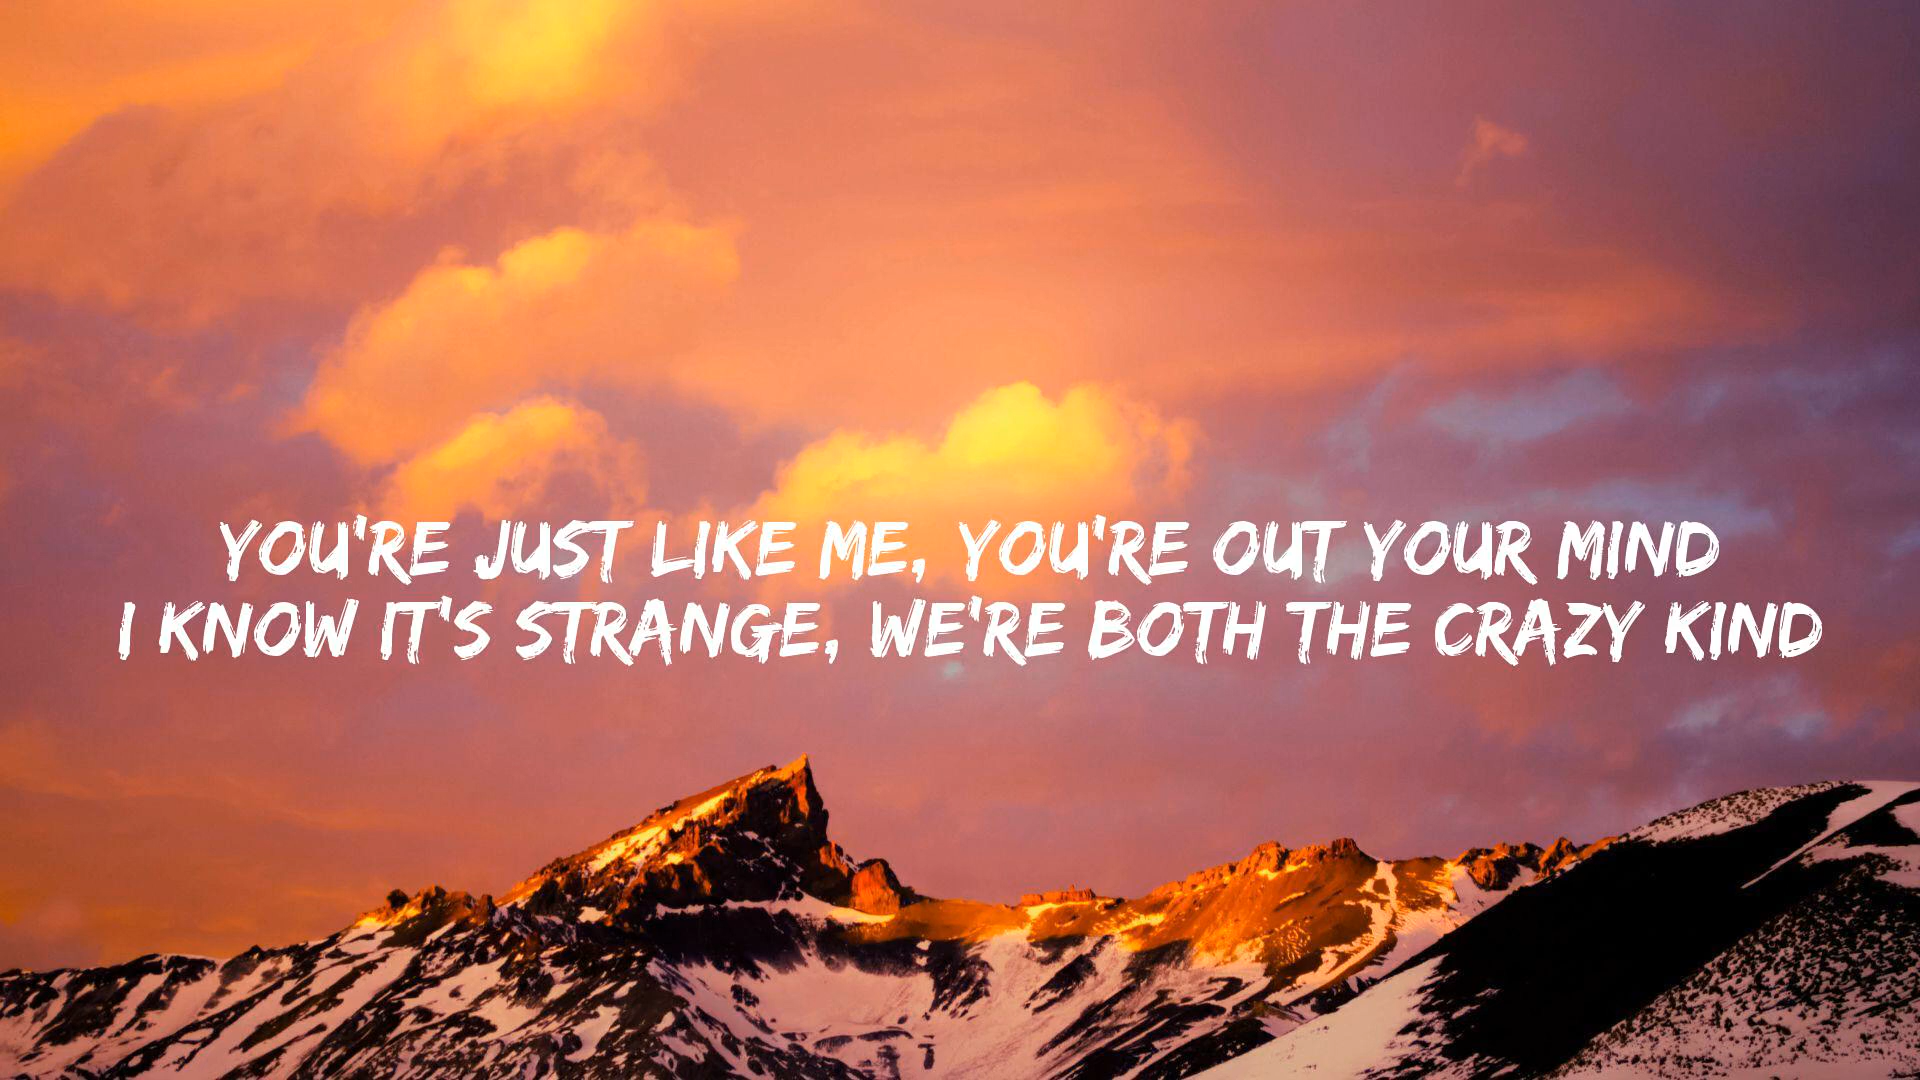 YOU'RE JUST LIKE ME, YOU'RE OUT YOUR MIND
I KNOW IT'S STRANGE, WE'RE BOTH THE CRAZY KIND